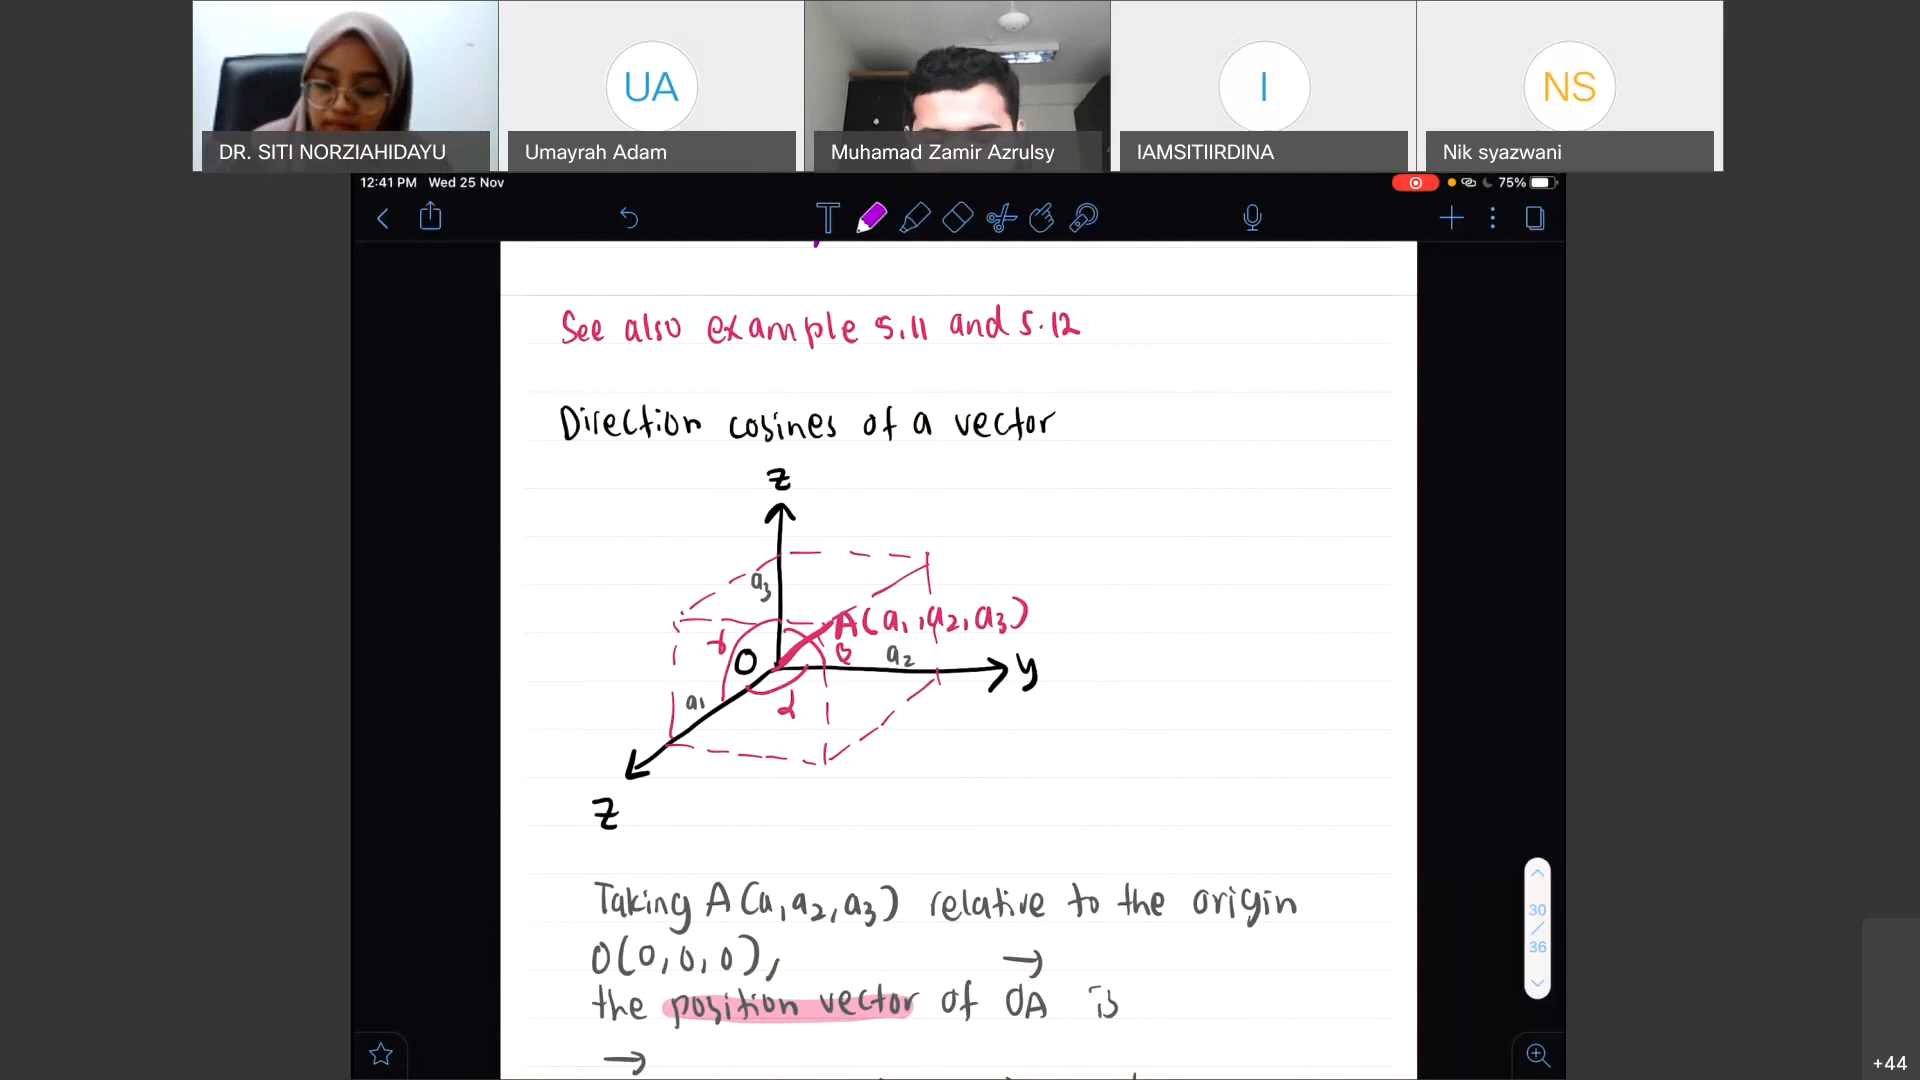 UA
I
NS
DR. SITI NORZIAHIDAYU
Umayrah Adam
Muhamad Zamir Azrulsy
IAMSITIIRDINA
Nik syazwani
12:41 PM Wed 25 Nov
75%
T
See also example 5.11 and 5.12
Direction cosines of a vector
z
a3
A(a1,a2,a3)
γ
O
β
a2
y
a1
α
z
Taking A(a1a2,a3) relative to the origin
O(0,0,0),
the position vector of OA is
30
/
36
+44